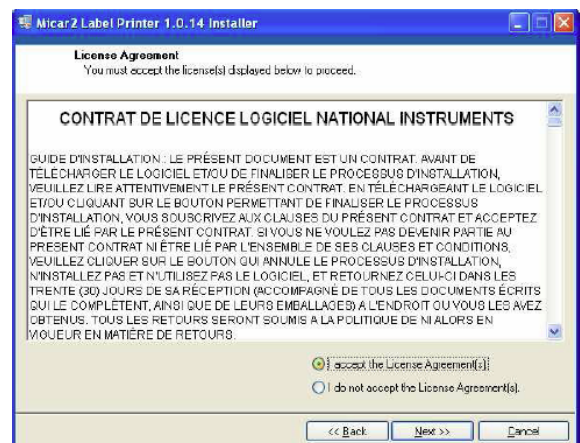 Micar2 Label Printer 1.0.14 Installer
License Agreement
You must accept the license(s) displayed below to proceed.
CONTRAT DE LICENCE LOGICIEL NATIONAL INSTRUMENTS
GUIDE D'INSTALLATION : LE PRÉSENT DOCUMENT EST UN CONTRAT. AVANT DE
TÉLÉCHARGER LE LOGICIEL ET/OU DE FINALISER LE PROCESSUS D'INSTALLATION,
VEUILLEZ LIRE ATTENTIVEMENT LE PRÉSENT CONTRAT. EN TÉLÉCHARGEANT LE LOGICIEL
ET/OU CLIQUANT SUR LE BOUTON PERMETTANT DE FINALISER LE PROCESSUS
D'INSTALLATION, VOUS SOUSCRIVEZ AUX CLAUSES DU PRÉSENT CONTRAT ET ACCEPTEZ
D'ÊTRE LIÉ PAR LE PRÉSENT CONTRAT. SI VOUS NE VOULEZ PAS DEVENIR PARTIE AU
PRESENT CONTRAT NI ÊTRE LIÉ PAR L'ENSEMBLE DE SES CLAUSES ET CONDITIONS,
VEUILLEZ CLIQUER SUR LE BOUTON QUI ANNULE LE PROCESSUS D'INSTALLATION,
N'INSTALLEZ PAS ET N'UTILISEZ PAS LE LOGICIEL, ET RETOURNEZ CELUI-CI DANS LES
TRENTE (30) JOURS DE SA RÉCEPTION (ACCOMPAGNÉ DE TOUS LES DOCUMENTS ÉCRITS
QUI LE COMPLÈTENT, AINSI QUE DE LEURS EMBALLAGES) A L'ENDROIT OU VOUS LES AVEZ
OBTENUS. TOUS LES RETOURS SERONT SOUMIS A LA POLITIQUE DE NI ALORS EN
VIGUEUR EN MATIÈRE DE RETOURS.
I accept the License Agreement(s).
I do not accept the License Agreement(s).
<< Back
Next >>
Cancel